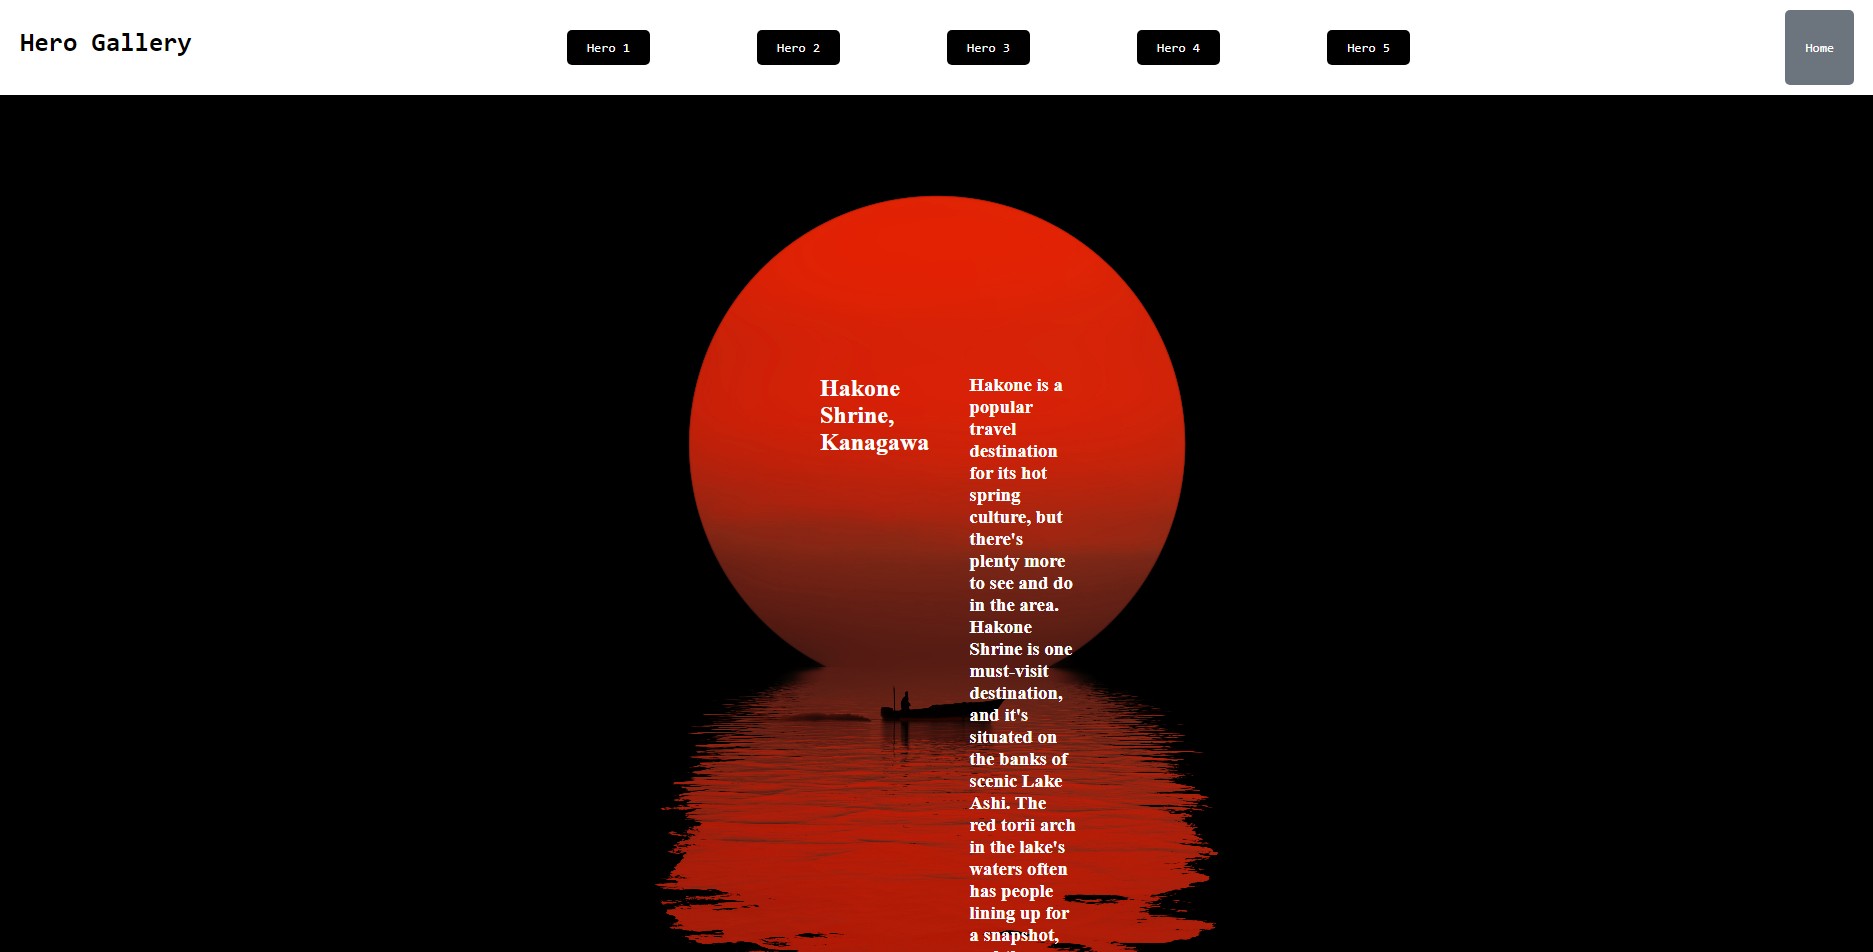 Hero Gallery
Hero 1
Hero 2
Hero 3
Hero 4
Hero 5
Home
Hakone
Shrine,
Kanagawa
Hakone is a
popular
travel
destination
for its hot
spring
culture, but
there's
plenty more
to see and do
in the area.
Hakone
Shrine is one
must-visit
destination,
and it's
situated on
the banks of
scenic Lake
Ashi. The
red torii arch
in the lake's
waters often
has people
lining up for
a snapshot,